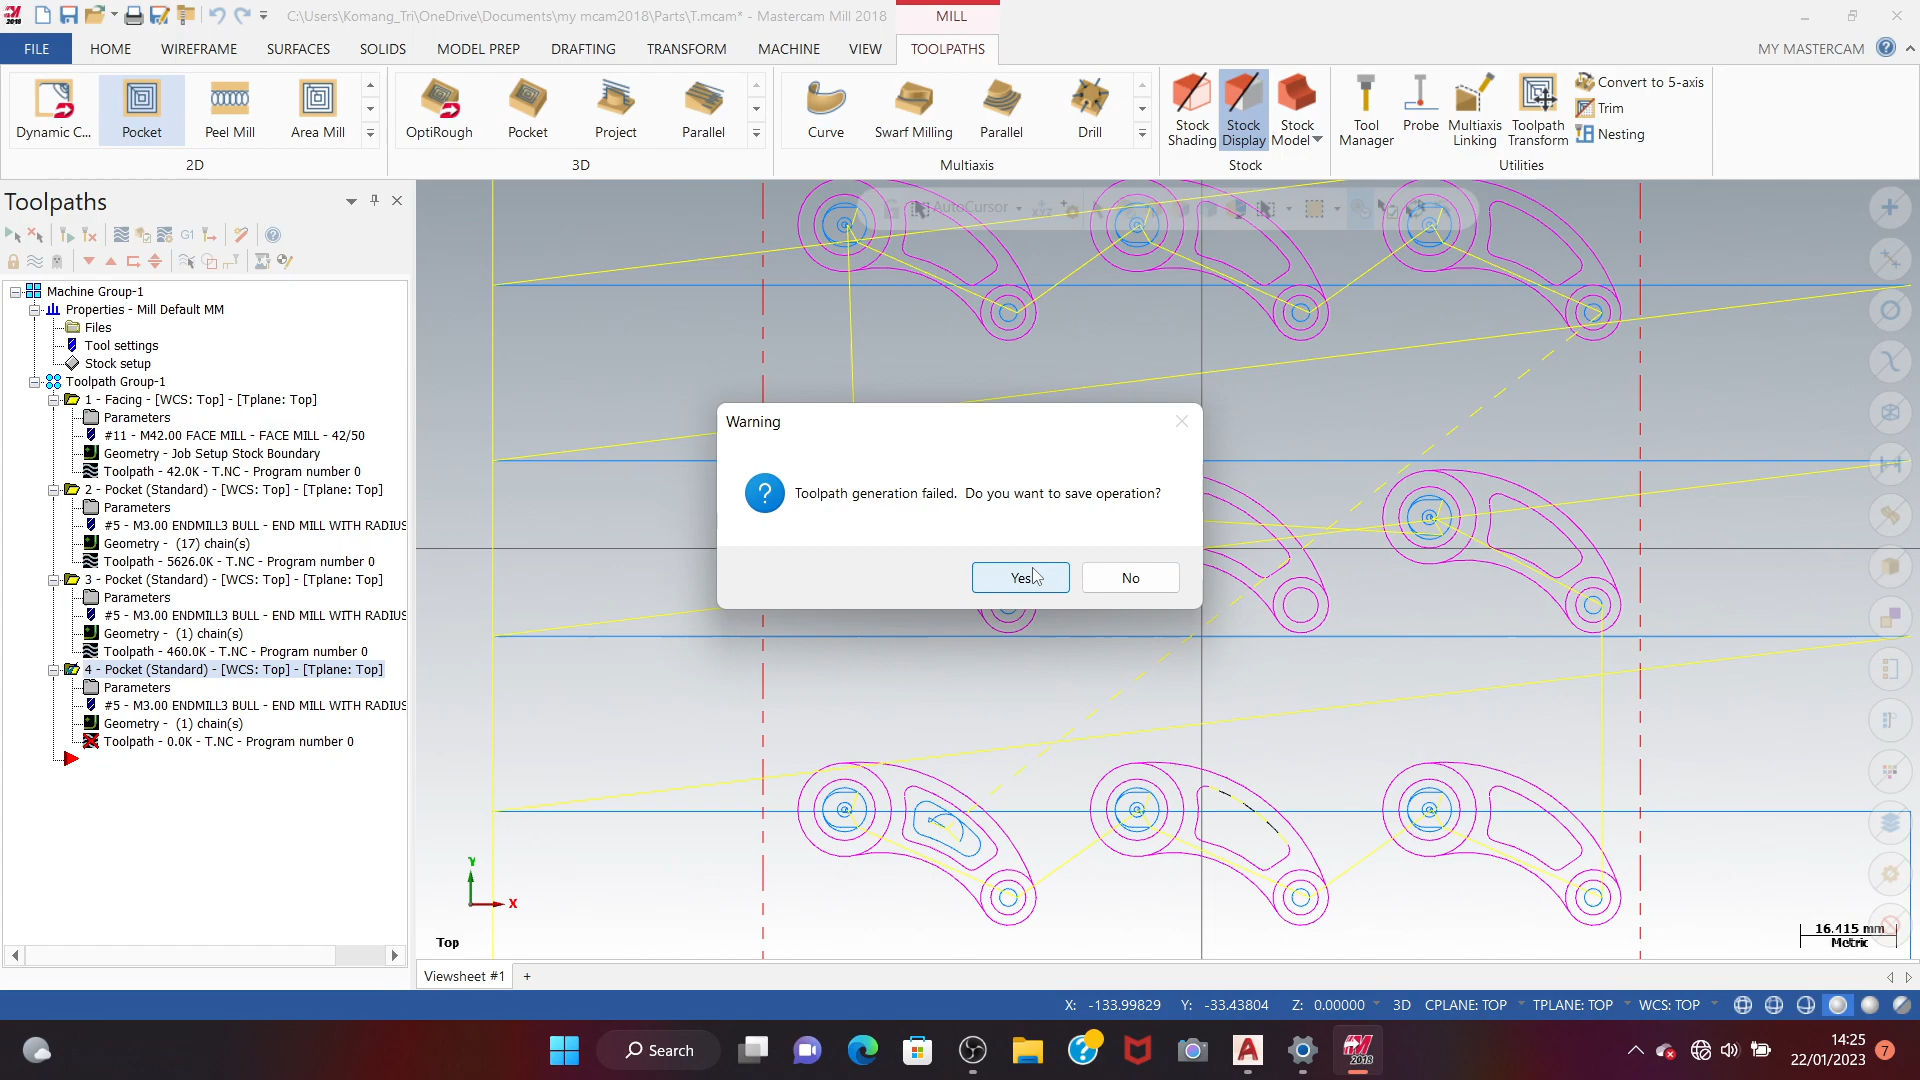 C:\Users\Komang_Tri\OneDrive\Documents\my mcam2018\Parts\T.mcam* - Mastercam Mill 2018
MILL
FILE
HOME
WIREFRAME
SURFACES
SOLIDS
MODEL PREP
DRAFTING
TRANSFORM
MACHINE
VIEW
TOOLPATHS
MY MASTERCAM
Dynamic C...
Pocket
Peel Mill
Area Mill
2D
OptiRough
Pocket
Project
Parallel
3D
Curve
Swarf Milling
Parallel
Drill
Multiaxis
Stock
Shading
Stock
Display
Stock
Model
Stock
Tool
Manager
Probe
Multiaxis
Linking
Toolpath
Transform
Convert to 5-axis
Trim
Nesting
Utilities
Toolpaths
G1
AutoCursor
Machine Group-1
Properties - Mill Default MM
Files
Tool settings
Stock setup
Toolpath Group-1
1 - Facing - [WCS: Top] - [Tplane: Top]
Parameters
#11 - M42.00 FACE MILL - FACE MILL - 42/50
Geometry - Job Setup Stock Boundary
Toolpath - 42.0K - T.NC - Program number 0
2 - Pocket (Standard) - [WCS: Top] - [Tplane: Top]
Parameters
#5 - M3.00 ENDMILL3 BULL - END MILL WITH RADIUS
Geometry - (17) chain(s)
Toolpath - 5626.0K - T.NC - Program number 0
3 - Pocket (Standard) - [WCS: Top] - [Tplane: Top]
Parameters
#5 - M3.00 ENDMILL3 BULL - END MILL WITH RADIUS
Geometry - (1) chain(s)
Toolpath - 460.0K - T.NC - Program number 0
4 - Pocket (Standard) - [WCS: Top] - [Tplane: Top]
Parameters
#5 - M3.00 ENDMILL3 BULL - END MILL WITH RADIUS
Geometry - (1) chain(s)
Toolpath - 0.0K - T.NC - Program number 0
Warning
Toolpath generation failed. Do you want to save operation?
Yes
No
Y
X
Top
16.415 mm
Metric
Viewsheet #1
+
X: -133.99829
Y: -33.43804
Z: 0.00000
3D
CPLANE: TOP
TPLANE: TOP
WCS: TOP
Search
2018
14:25
22/01/2023
7